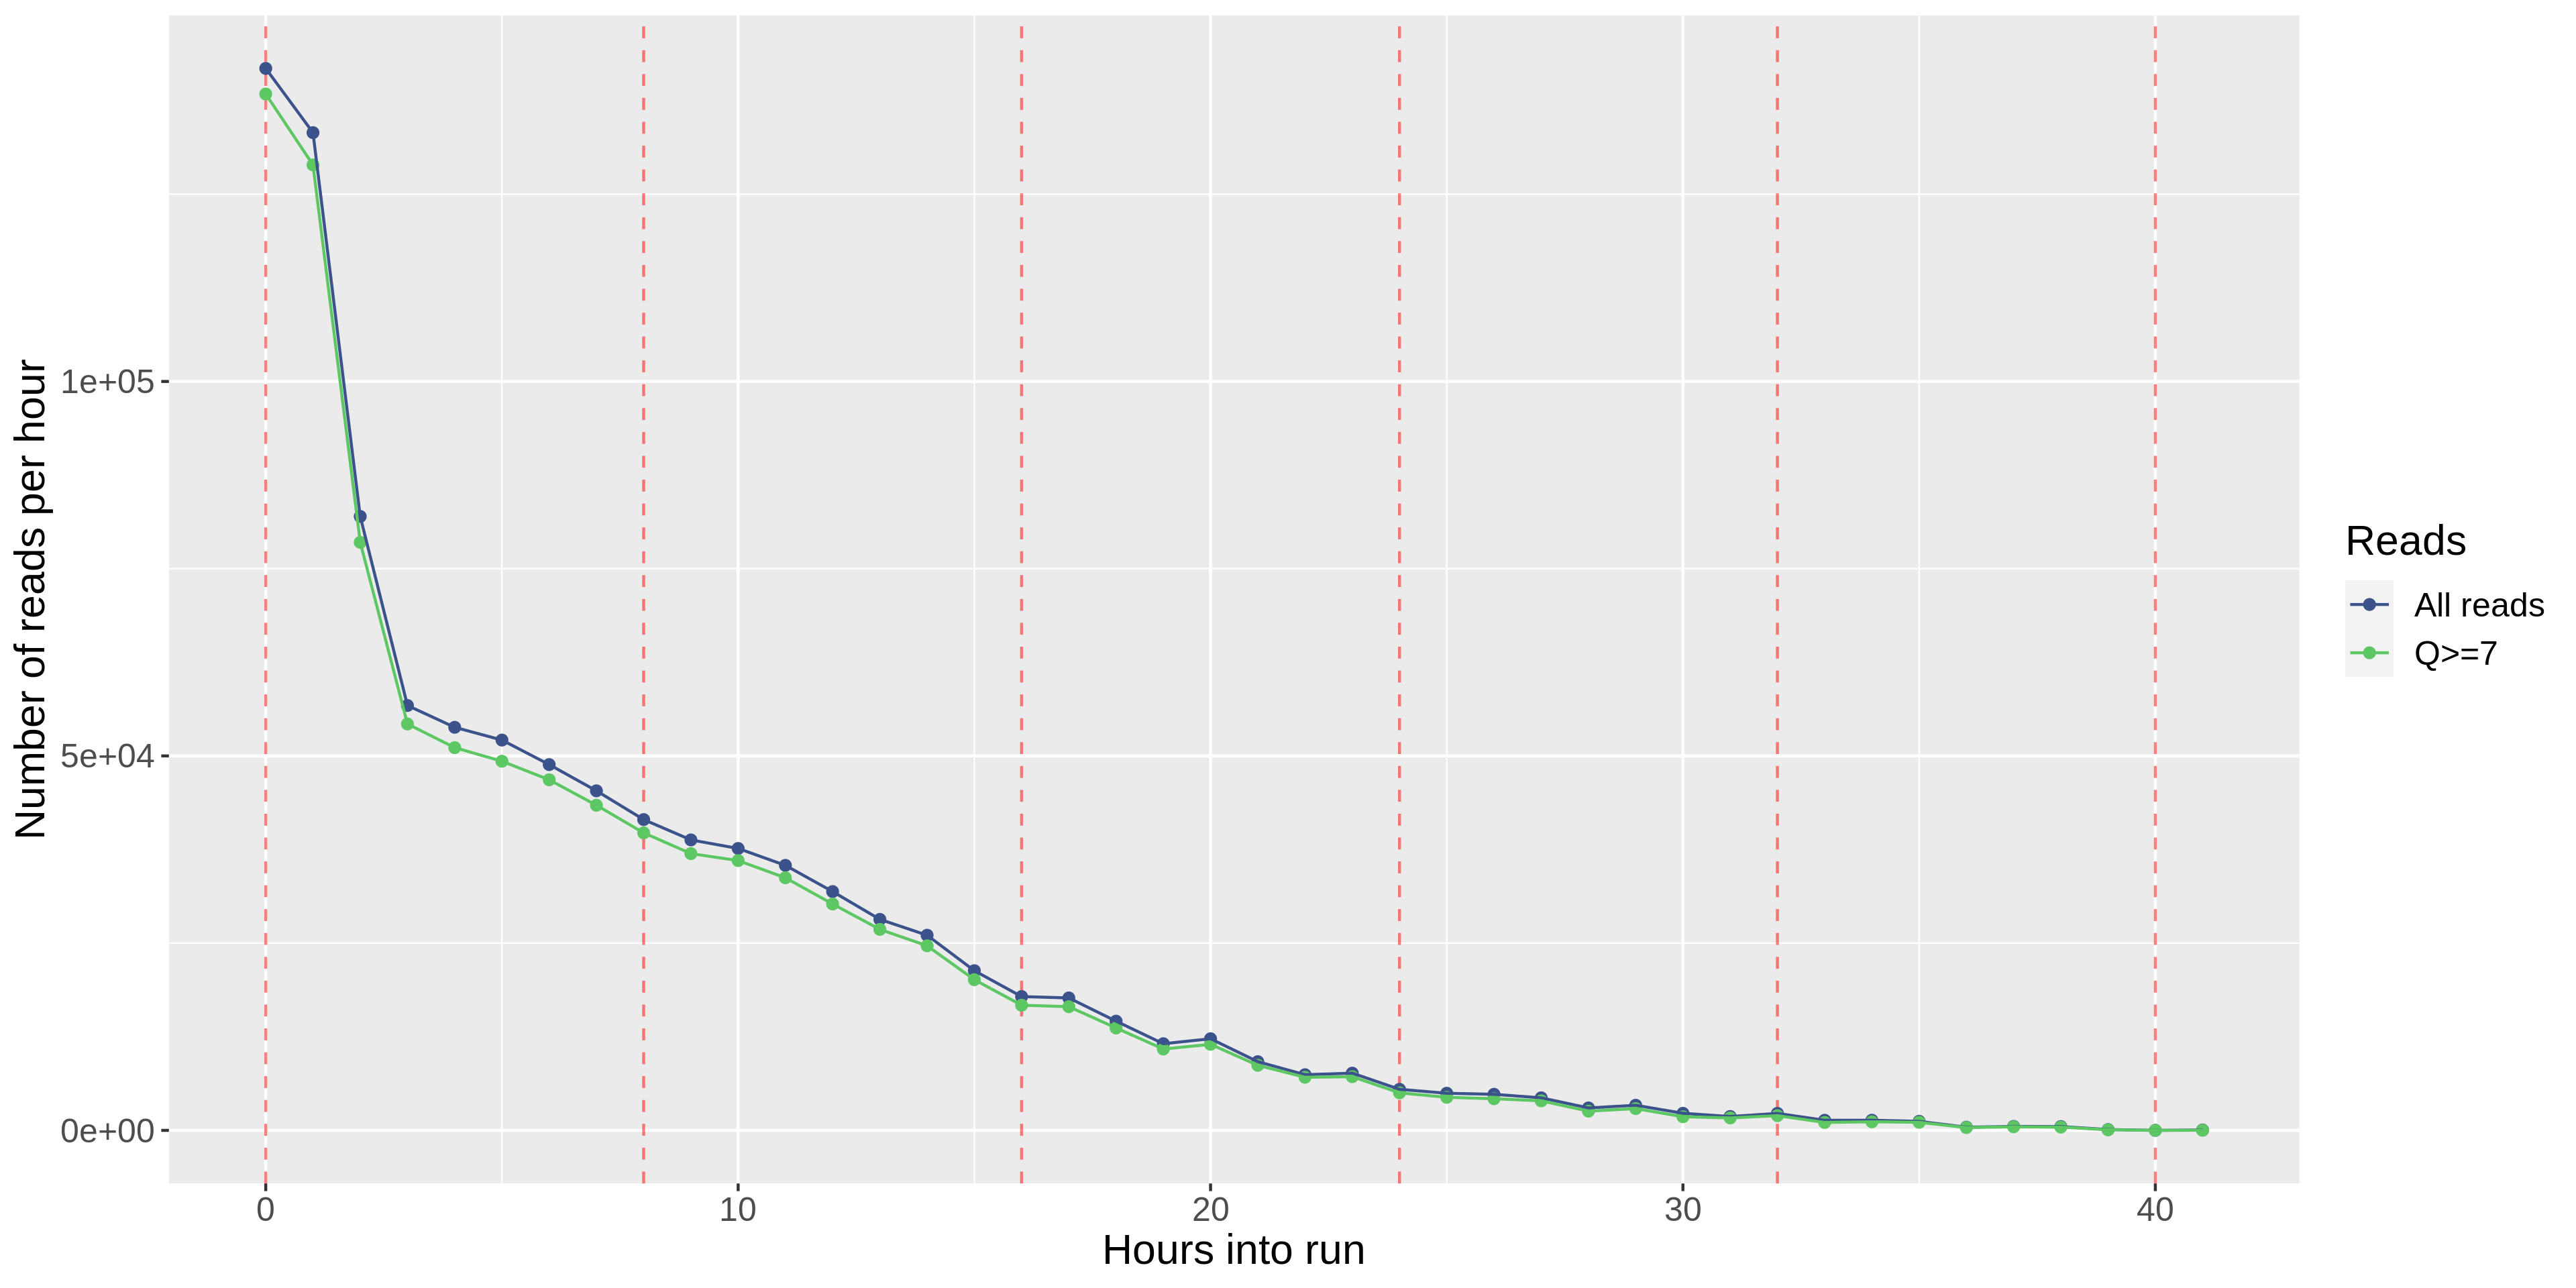 Number of reads per hour
1e+05
5e+04
0e+00
0
10
20
30
40
Hours into run
Reads
All reads
Q>=7